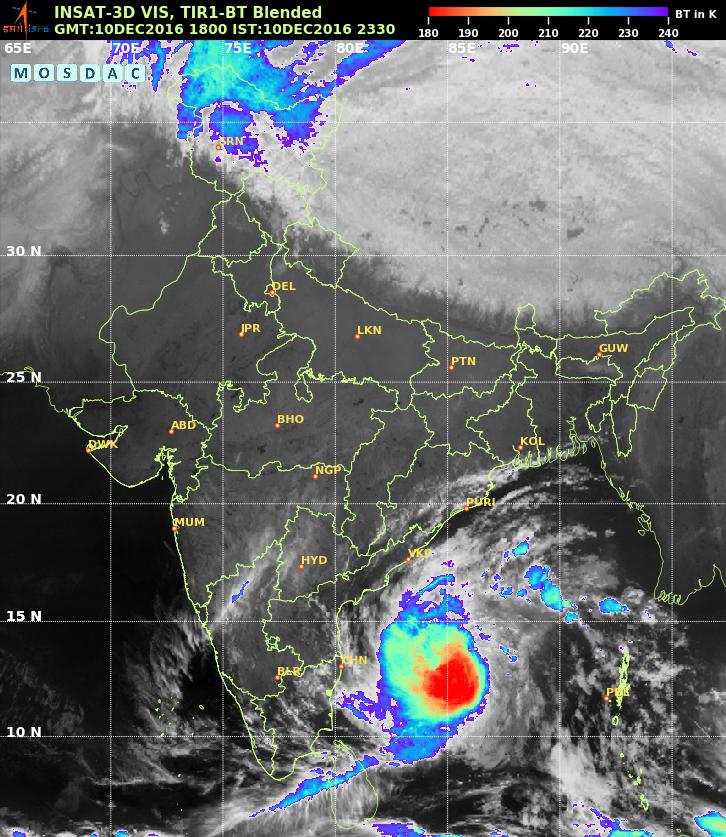 INSAT-3D VIS, TIR1-BT Blended
GMT:10DEC2016 1800 IST:10DEC2016 2330
BT in K
180 190 200 210 220 230 240
65E 70E 75E 80E 85E 90E
M O S D A C
SRN
30 N
DEL
JPR
LKN
GUW
PTN
25 N
ABD
BHO
DWK
KOL
NGP
20 N
PURI
MUM
VKP
HYD
15 N
CHN
BLR
PBL
10 N